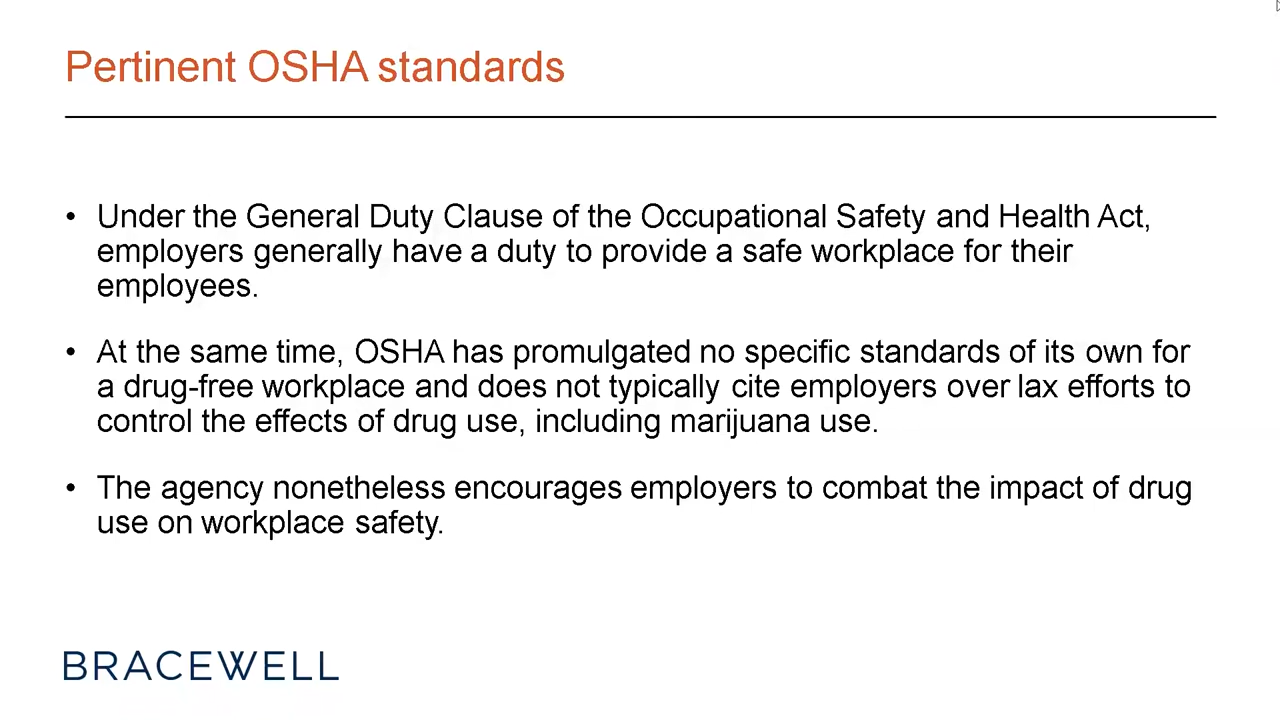 Pertinent OSHA standards
• Under the General Duty Clause of the Occupational Safety and Health Act,
employers generally have a duty to provide a safe workplace for their
employees.
• At the same time, OSHA has promulgated no specific standards of its own for
a drug-free workplace and does not typically cite employers over lax efforts to
control the effects of drug use, including marijuana use.
• The agency nonetheless encourages employers to combat the impact of drug
use on workplace safety.
BRACEWELL